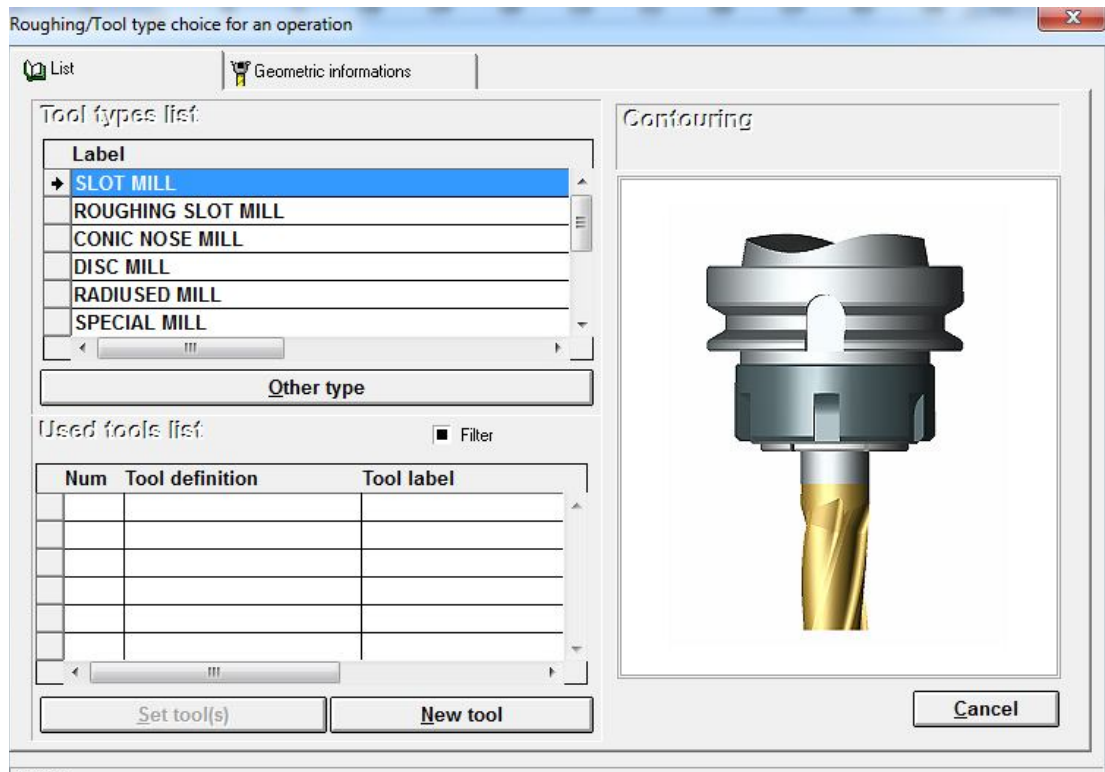 Roughing/Tool type choice for an operation
List
Geometric informations
Tool types list
Label
SLOT MILL
ROUGHING SLOT MILL
CONIC NOSE MILL
DISC MILL
RADIUSED MILL
SPECIAL MILL
Other type
Used tools list
Filter
Num Tool definition Tool label
Set tool(s)
New tool
Contouring
Cancel